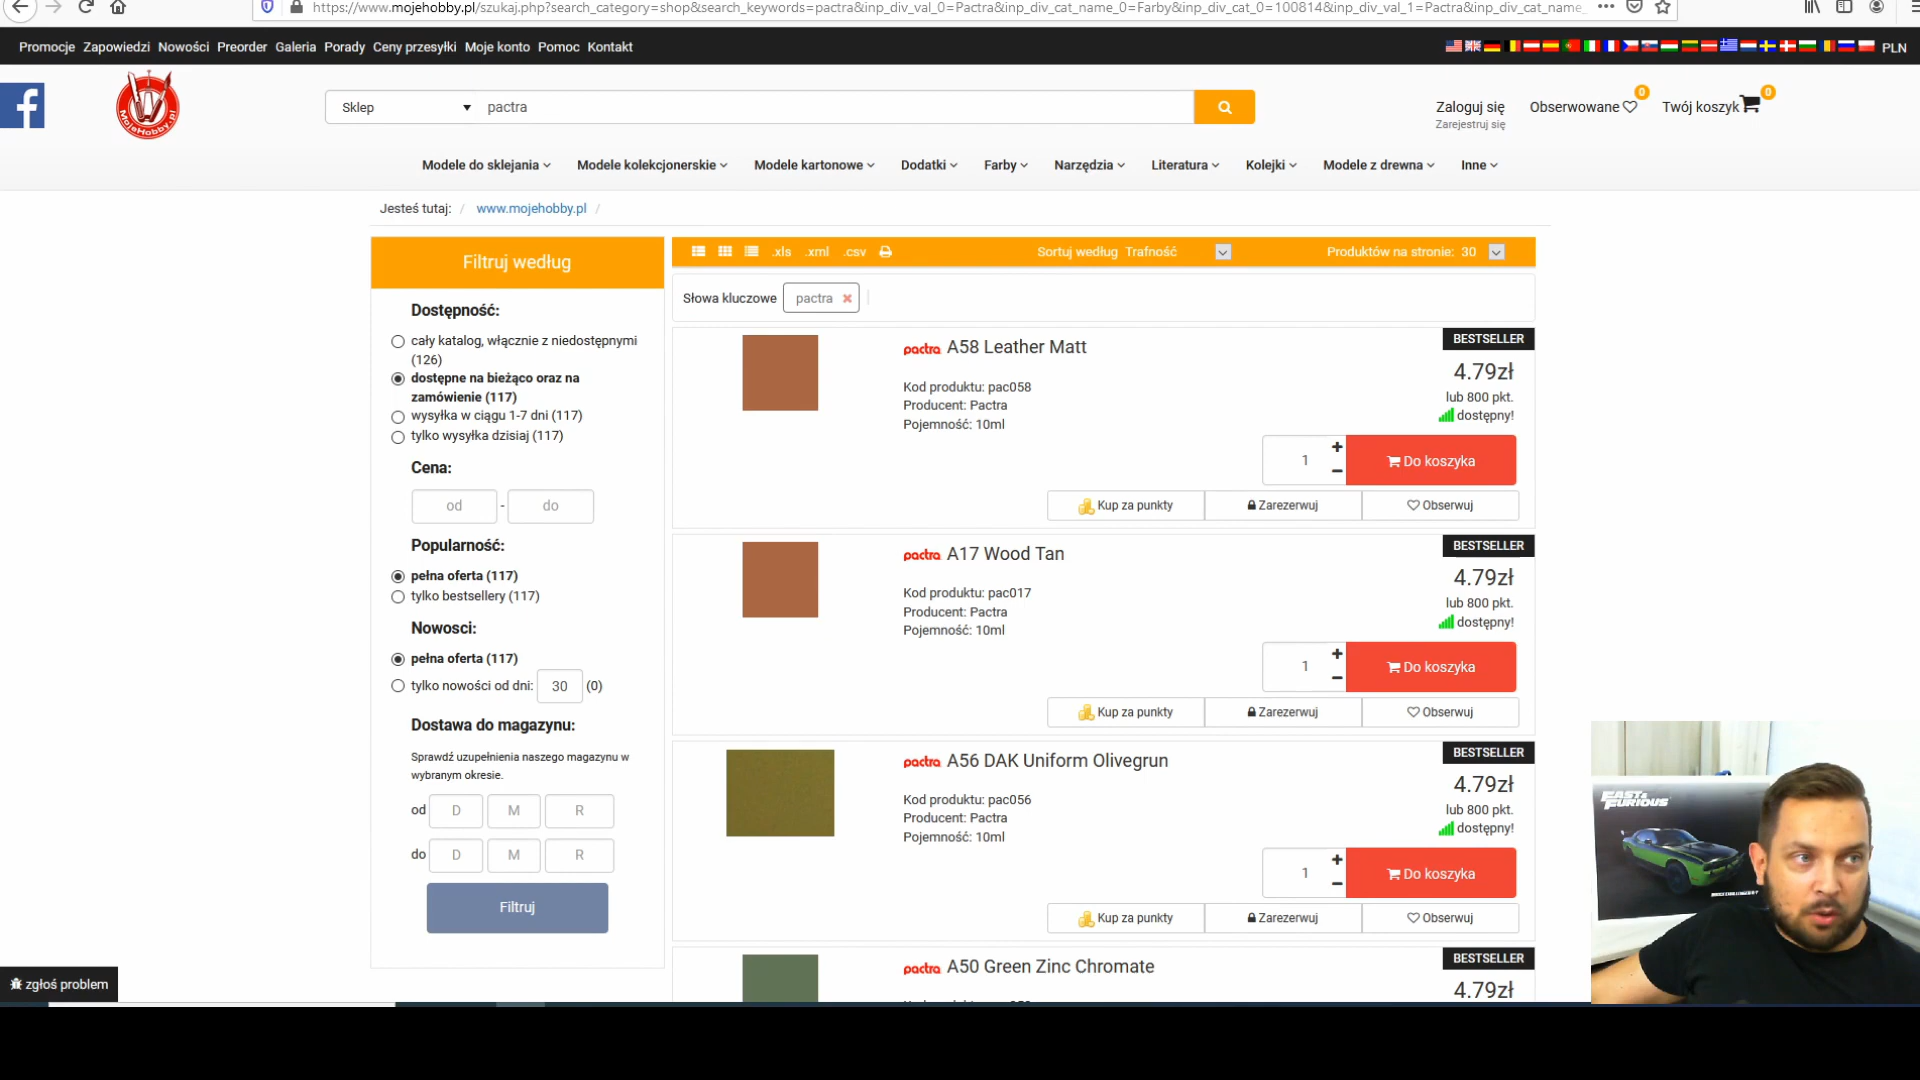 https://www.mojehobby.pl/szukaj.php?search_category=shop&search_keywords=pactra&inp_div_val_0=Pactra&inp_div_cat_name_0=Farby&inp_div_cat_0=100814&inp_div_val_1=Pactra&inp_div_cat_name_
Promocje Zapowiedzi Nowości Preorder Galeria Porady Ceny przesyłki Moje konto Pomoc Kontakt PLN
MojeHobby.pl
Sklep pactra
Zaloguj się Obserwowane 0 Twój koszyk 0
Zarejestruj się
Modele do sklejania Modele kolekcjonerskie Modele kartonowe Dodatki Farby Narzędzia Literatura Kolejki Modele z drewna Inne
Jesteś tutaj: / www.mojehobby.pl /
Filtruj według
Dostępność:
cały katalog, włącznie z niedostępnymi
(126)
dostępne na bieżąco oraz na
zamówienie (117)
wysyłka w ciągu 1-7 dni (117)
tylko wysyłka dzisiaj (117)
Cena:
od - do
Popularność:
pełna oferta (117)
tylko bestsellery (117)
Nowosci:
pełna oferta (117)
tylko nowości od dni: 30 (0)
Dostawa do magazynu:
Sprawdź uzupełnienia naszego magazynu w
wybranym okresie.
od D M R
do D M R
Filtruj
zgłoś problem
.xls .xml .csv Sortuj według Trafność Produktów na stronie: 30
Słowa kluczowe pactra
pactra A58 Leather Matt
BESTSELLER
4.79zł
Kod produktu: pac058
lub 800 pkt.
Producent: Pactra
dostępny!
Pojemność: 10ml
1 + − Do koszyka
Kup za punkty Zarezerwuj Obserwuj
pactra A17 Wood Tan
BESTSELLER
4.79zł
Kod produktu: pac017
lub 800 pkt.
Producent: Pactra
dostępny!
Pojemność: 10ml
1 + − Do koszyka
Kup za punkty Zarezerwuj Obserwuj
pactra A56 DAK Uniform Olivegrun
BESTSELLER
4.79zł
Kod produktu: pac056
lub 800 pkt.
Producent: Pactra
dostępny!
Pojemność: 10ml
1 + − Do koszyka
Kup za punkty Zarezerwuj Obserwuj
pactra A50 Green Zinc Chromate
BESTSELLER
4.79zł
FAST & FURIOUS